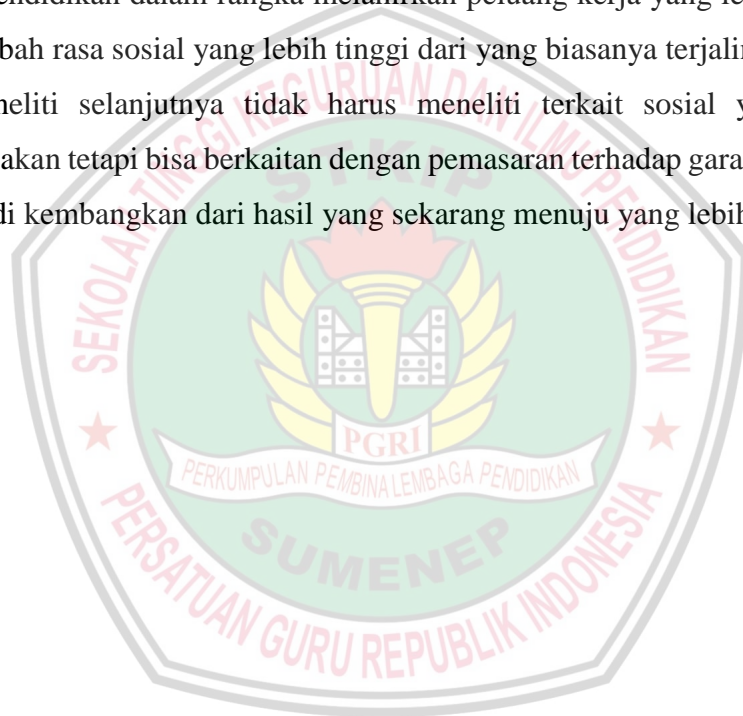 endidikan dalam rangka melahirkan peluang kerja yang le
bah rasa sosial yang lebih tinggi dari yang biasanya terjalin
neliti selanjutnya tidak harus meneliti terkait sosial y
akan tetapi bisa berkaitan dengan pemasaran terhadap gara
di kembangkan dari hasil yang sekarang menuju yang lebih
SEKOLAH TINGGI KEGURUAN DAN ILMU PENDIDIKAN
STKIP
PGRI
PERKUMPULAN PEMBINA LEMBAGA PENDIDIKAN
SUMENEP
PERSATUAN GURU REPUBLIK INDONESIA